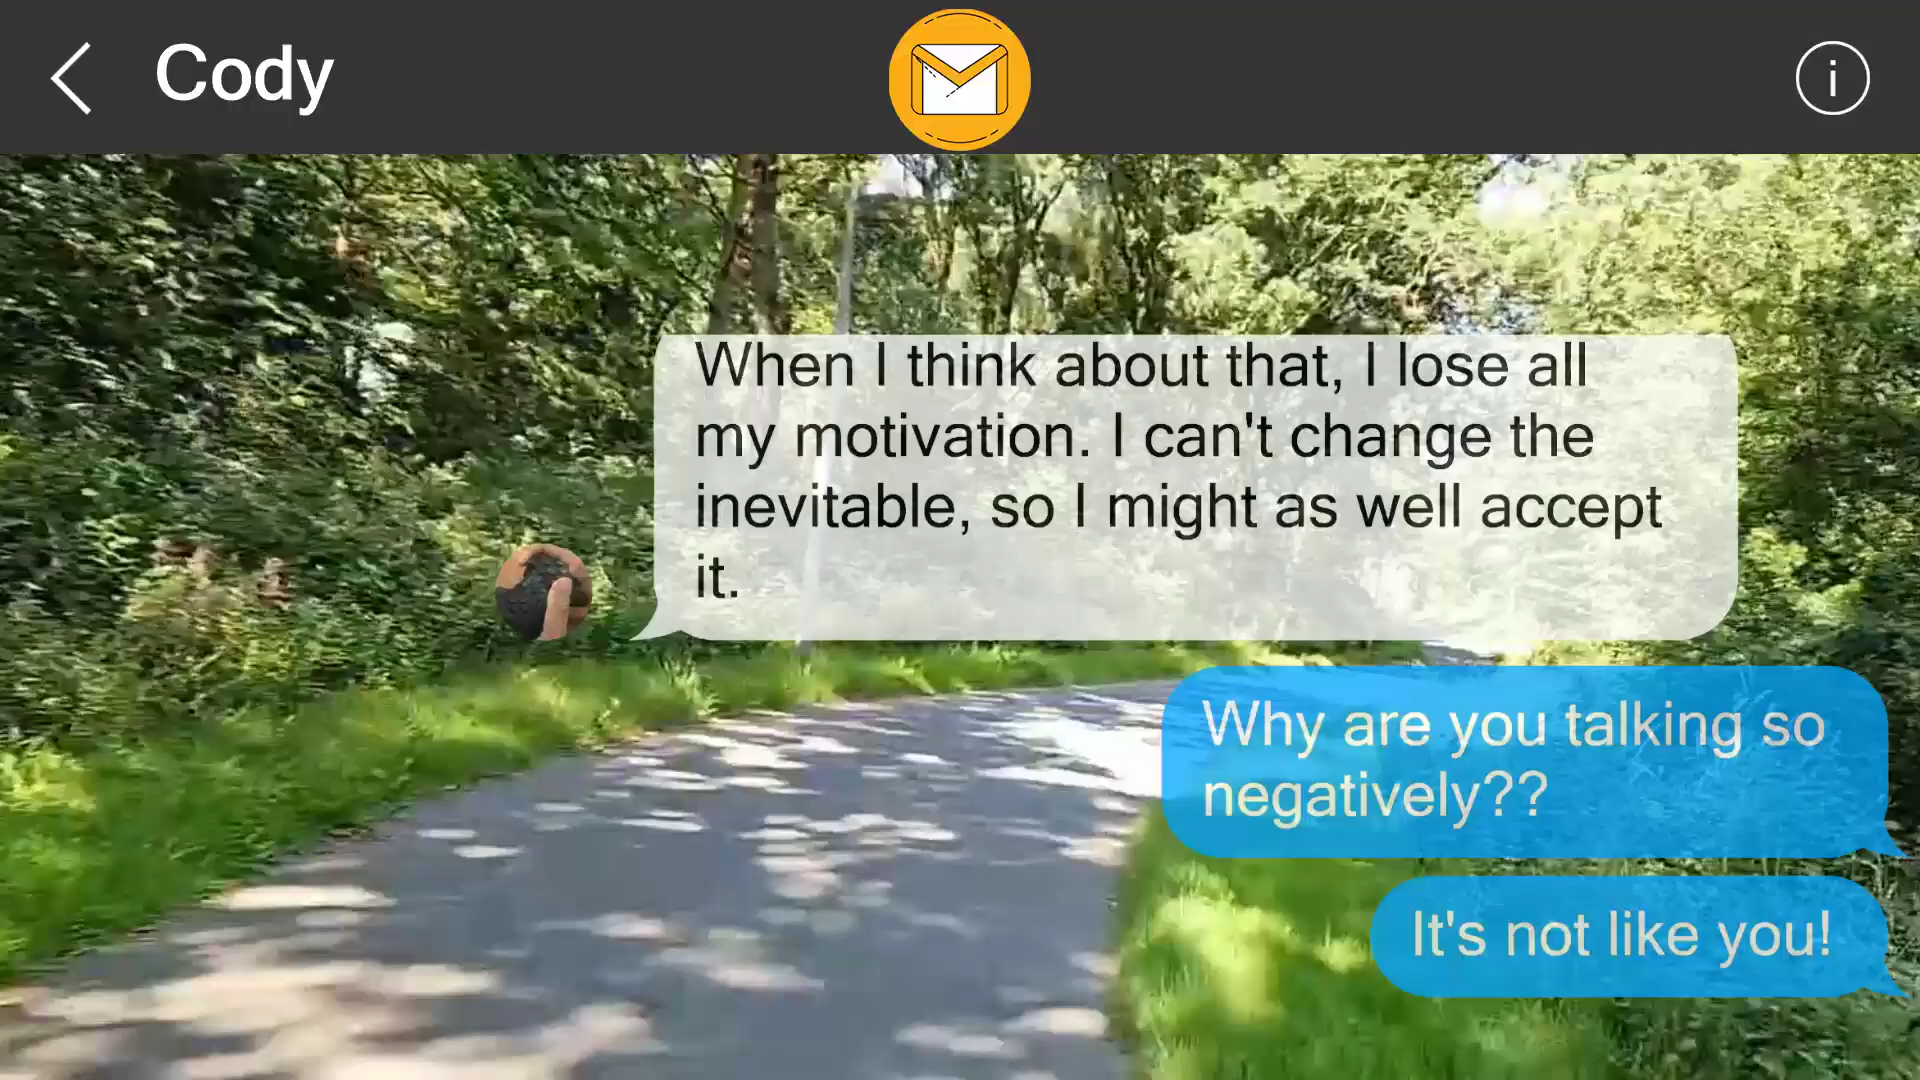 Cody
i
When I think about that, I lose all
my motivation. I can't change the
inevitable, so I might as well accept
it.
Why are you talking so
negatively??
It's not like you!